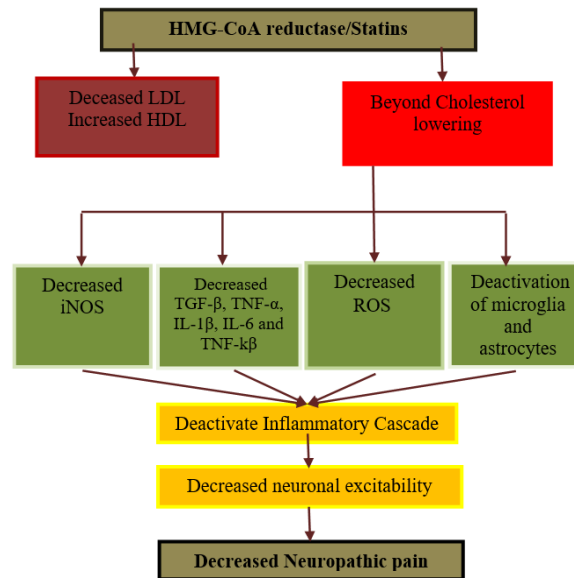 HMG-CoA reductase/Statins
Deceased LDL
Increased HDL
Beyond Cholesterol
lowering
Decreased
iNOS
Decreased
TGF-β, TNF-α,
IL-1β, IL-6 and
TNF-kβ
Decreased
ROS
Deactivation
of microglia
and
astrocytes
Deactivate Inflammatory Cascade
Decreased neuronal excitability
Decreased Neuropathic pain